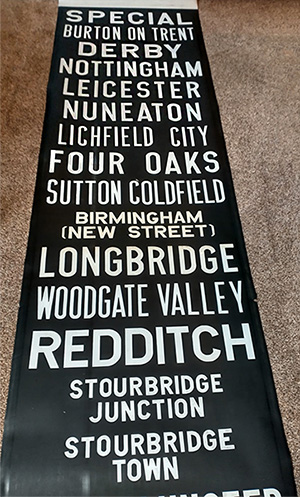 SPECIAL
BURTON ON TRENT
DERBY
NOTTINGHAM
LEICESTER
NUNEATON
LICHFIELD CITY
FOUR OAKS
SUTTON COLDFIELD
BIRMINGHAM
(NEW STREET)
LONGBRIDGE
WOODGATE VALLEY
REDDITCH
STOURBRIDGE
JUNCTION
STOURBRIDGE
TOWN